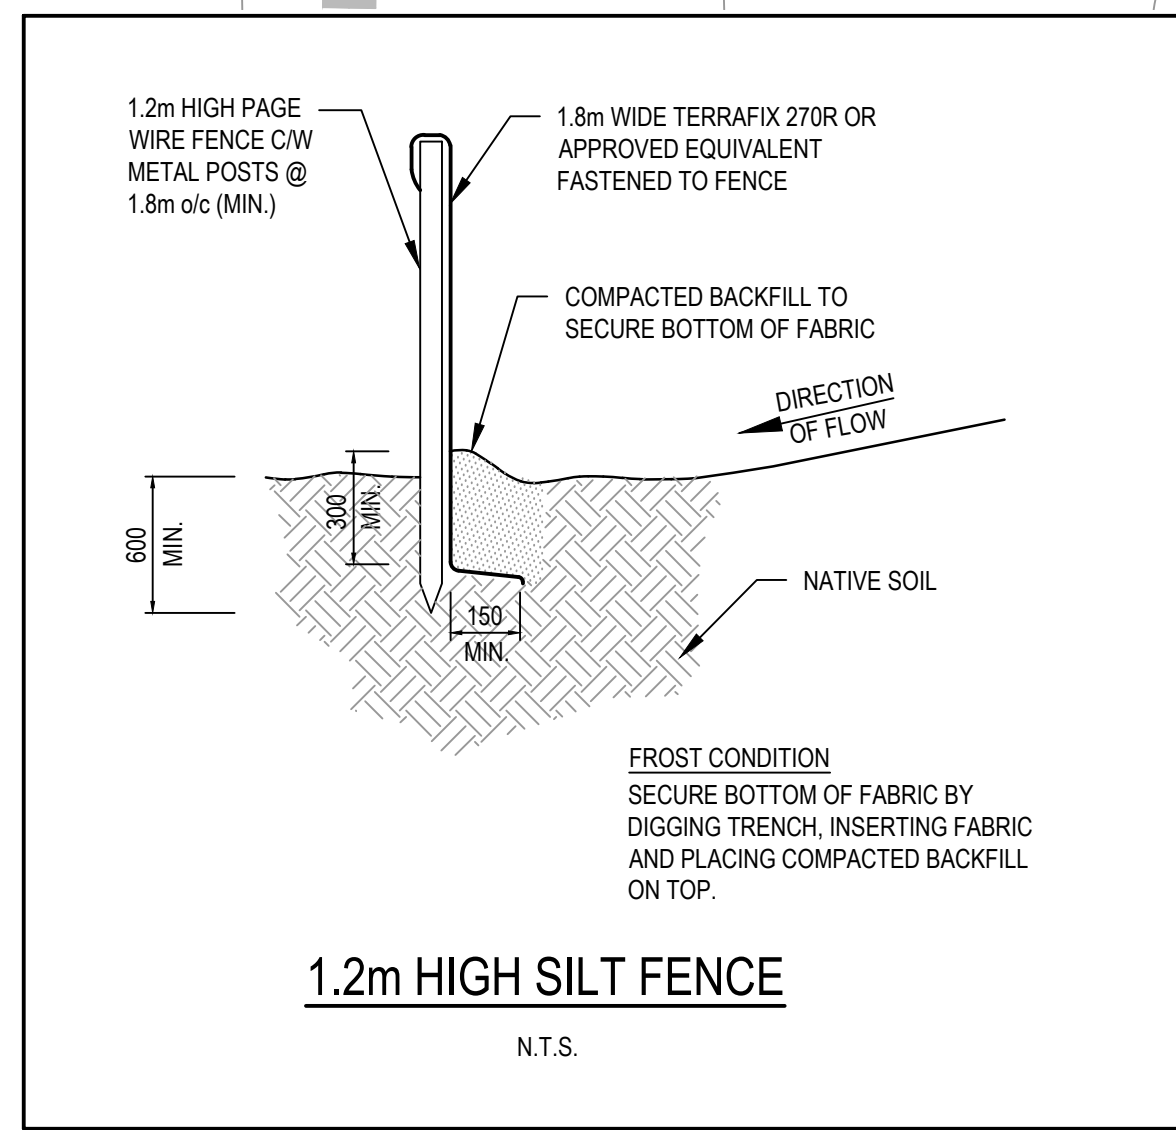 1.2m HIGH PAGE
WIRE FENCE C/W
METAL POSTS @
1.8m o/c (MIN.)
1.8m WIDE TERRAFIX 270R OR
APPROVED EQUIVALENT
FASTENED TO FENCE
COMPACTED BACKFILL TO
SECURE BOTTOM OF FABRIC
DIRECTION
OF FLOW
300
MIN.
600
MIN.
150
MIN.
NATIVE SOIL
FROST CONDITION
SECURE BOTTOM OF FABRIC BY
DIGGING TRENCH, INSERTING FABRIC
AND PLACING COMPACTED BACKFILL
ON TOP.
1.2m HIGH SILT FENCE
N.T.S.